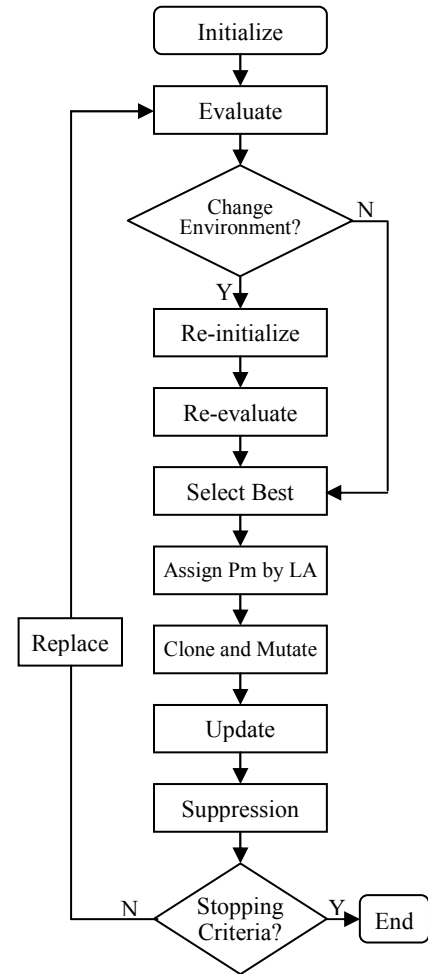 Initialize
Evaluate
Change
Environment?
N
Y
Re-initialize
Re-evaluate
Select Best
Assign Pm by LA
Replace
Clone and Mutate
Update
Suppression
N
Stopping
Criteria?
Y
End